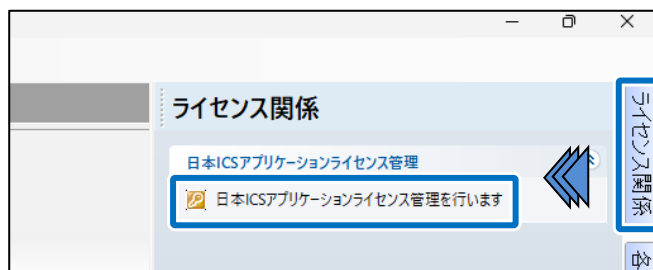 ライセンス関係
日本ICSアプリケーションライセンス管理
日本ICSアプリケーションライセンス管理を行います
ライセンス関係
各